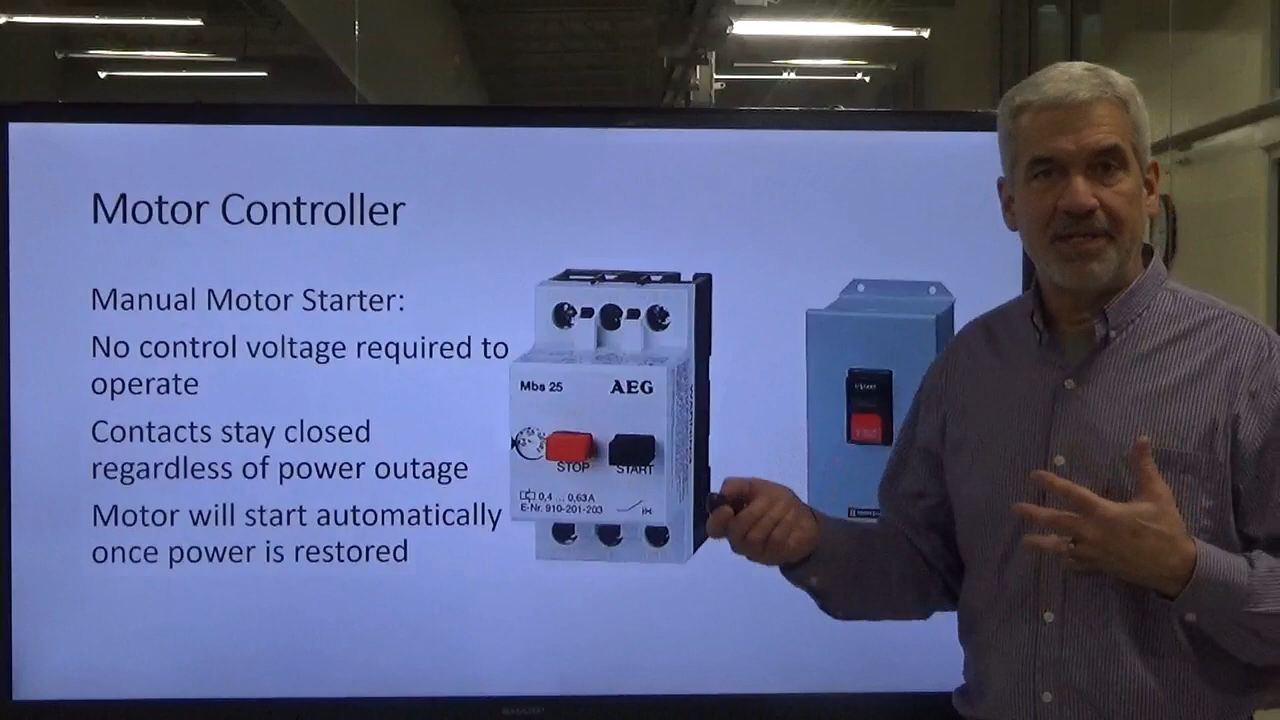 Motor Controller
Manual Motor Starter:
No control voltage required to
operate
Contacts stay closed
regardless of power outage
Motor will start automatically
once power is restored
Mbs 25 AEG
STOP START
0,4 ... 0,63A
E-Nr. 910-201-203